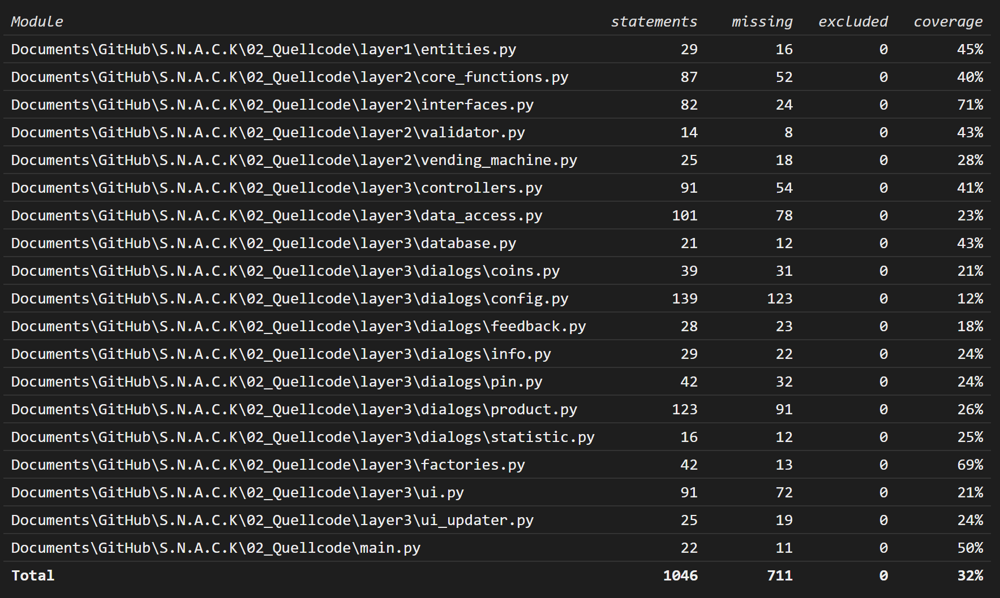 Module statements missing excluded coverage
Documents\GitHub\S.N.A.C.K\02_Quellcode\layer1\entities.py 29 16 0 45%
Documents\GitHub\S.N.A.C.K\02_Quellcode\layer2\core_functions.py 87 52 0 40%
Documents\GitHub\S.N.A.C.K\02_Quellcode\layer2\interfaces.py 82 24 0 71%
Documents\GitHub\S.N.A.C.K\02_Quellcode\layer2\validator.py 14 8 0 43%
Documents\GitHub\S.N.A.C.K\02_Quellcode\layer2\vending_machine.py 25 18 0 28%
Documents\GitHub\S.N.A.C.K\02_Quellcode\layer3\controllers.py 91 54 0 41%
Documents\GitHub\S.N.A.C.K\02_Quellcode\layer3\data_access.py 101 78 0 23%
Documents\GitHub\S.N.A.C.K\02_Quellcode\layer3\database.py 21 12 0 43%
Documents\GitHub\S.N.A.C.K\02_Quellcode\layer3\dialogs\coins.py 39 31 0 21%
Documents\GitHub\S.N.A.C.K\02_Quellcode\layer3\dialogs\config.py 139 123 0 12%
Documents\GitHub\S.N.A.C.K\02_Quellcode\layer3\dialogs\feedback.py 28 23 0 18%
Documents\GitHub\S.N.A.C.K\02_Quellcode\layer3\dialogs\info.py 29 22 0 24%
Documents\GitHub\S.N.A.C.K\02_Quellcode\layer3\dialogs\pin.py 42 32 0 24%
Documents\GitHub\S.N.A.C.K\02_Quellcode\layer3\dialogs\product.py 123 91 0 26%
Documents\GitHub\S.N.A.C.K\02_Quellcode\layer3\dialogs\statistic.py 16 12 0 25%
Documents\GitHub\S.N.A.C.K\02_Quellcode\layer3\factories.py 42 13 0 69%
Documents\GitHub\S.N.A.C.K\02_Quellcode\layer3\ui.py 91 72 0 21%
Documents\GitHub\S.N.A.C.K\02_Quellcode\layer3\ui_updater.py 25 19 0 24%
Documents\GitHub\S.N.A.C.K\02_Quellcode\main.py 22 11 0 50%
Total 1046 711 0 32%